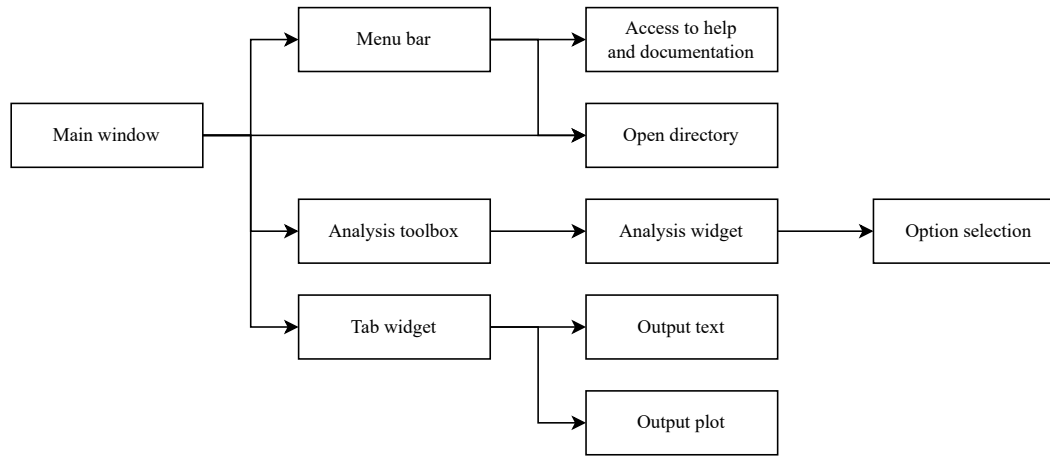 Menu bar
Access to help
and documentation
Main window
Open directory
Analysis toolbox
Analysis widget
Option selection
Tab widget
Output text
Output plot